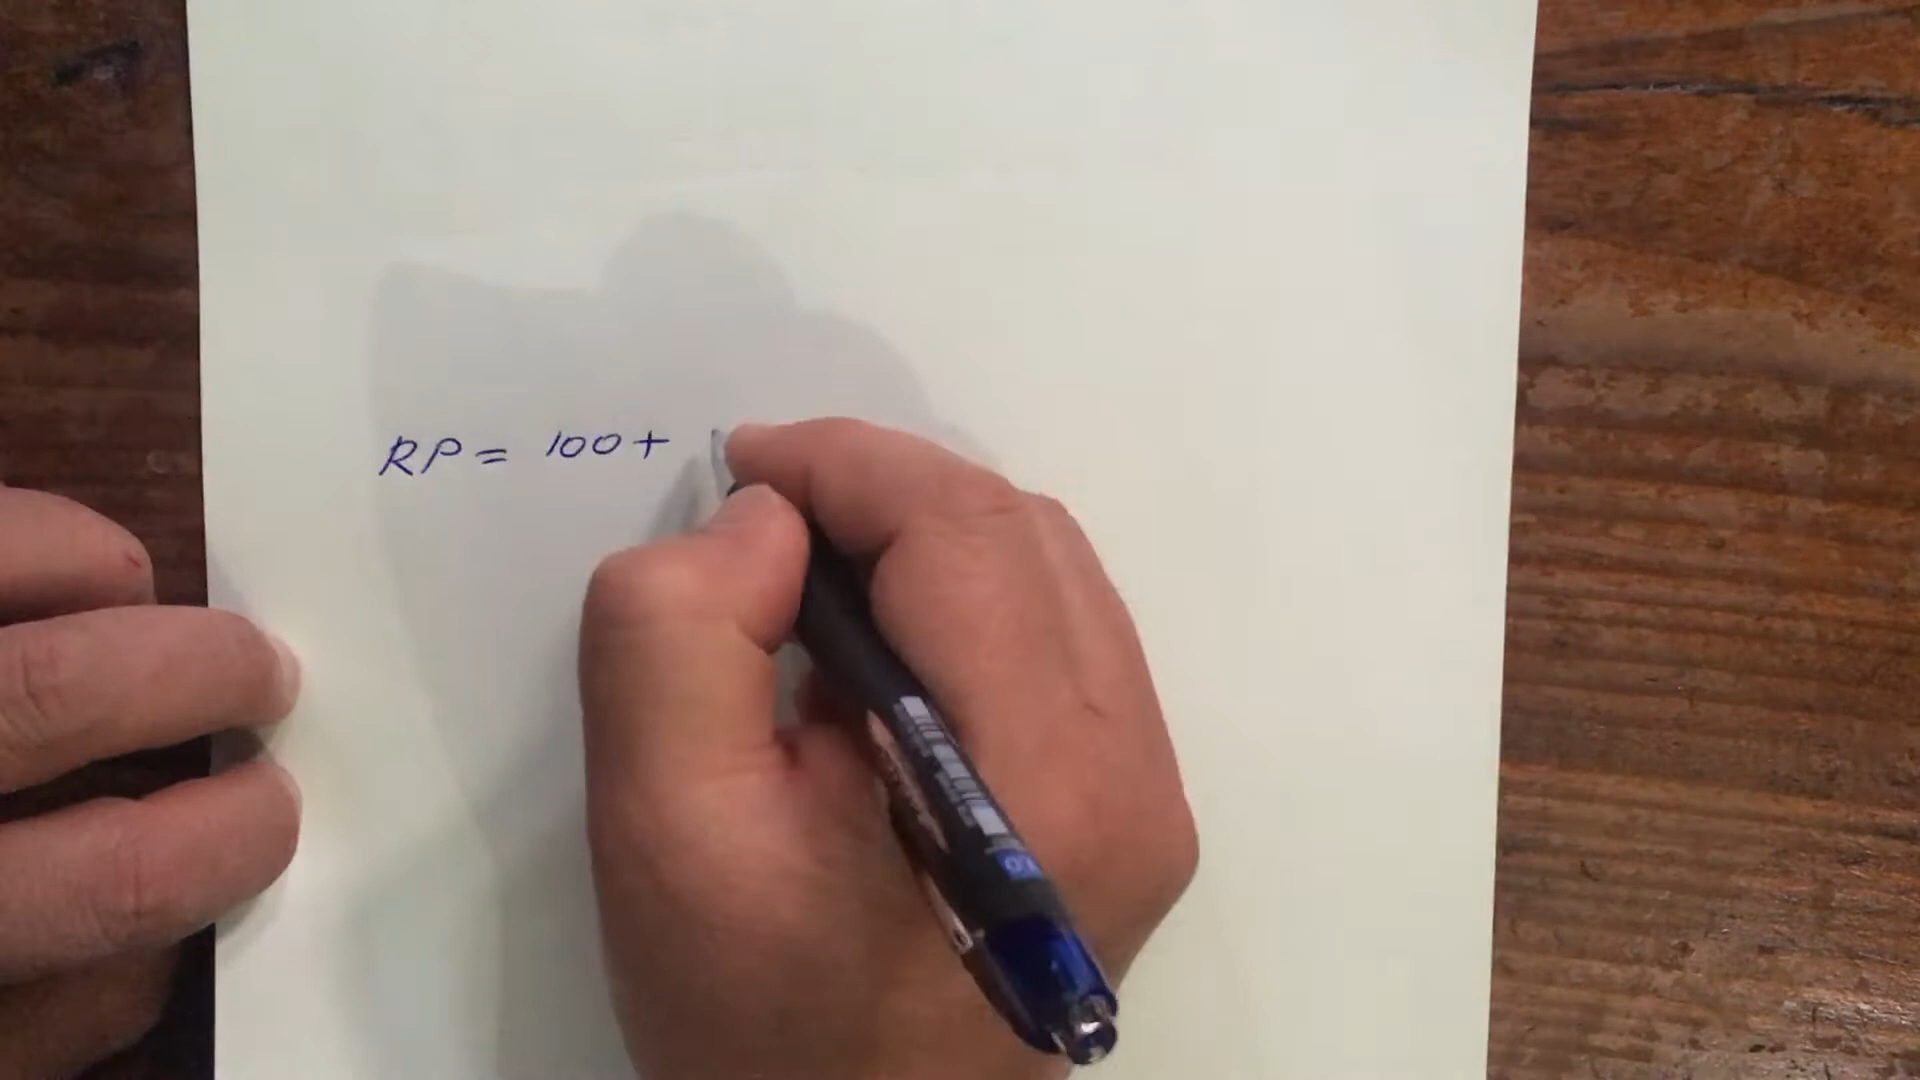 RP = 100 +